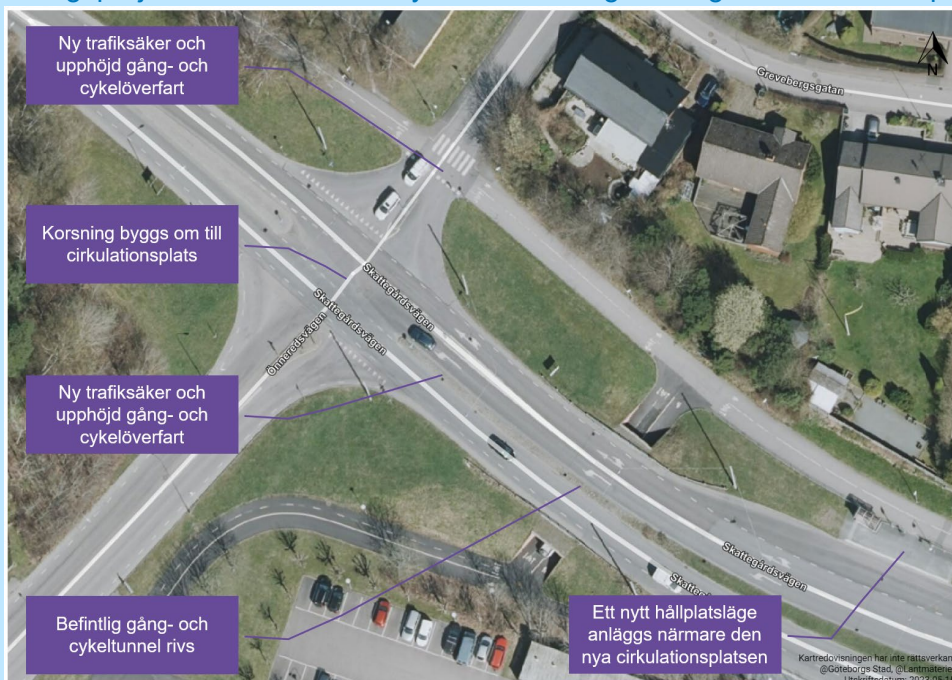 Ny trafiksäker och
upphöjd gång- och
cykelöverfart
N
Grevebergsgatan
Korsning byggs om till
cirkulationsplats
Skattegårdsvägen
Skattegårdsvägen
Önneredsvägen
Ny trafiksäker och
upphöjd gång- och
cykelöverfart
Skattegårdsvägen
Befintlig gång- och
cykeltunnel rivs
Ett nytt hållplatsläge
anläggs närmare den
nya cirkulationsplatsen
Kartredovisningen har inte rättsverkan
@Göteborgs Stad, @Lantmäterie